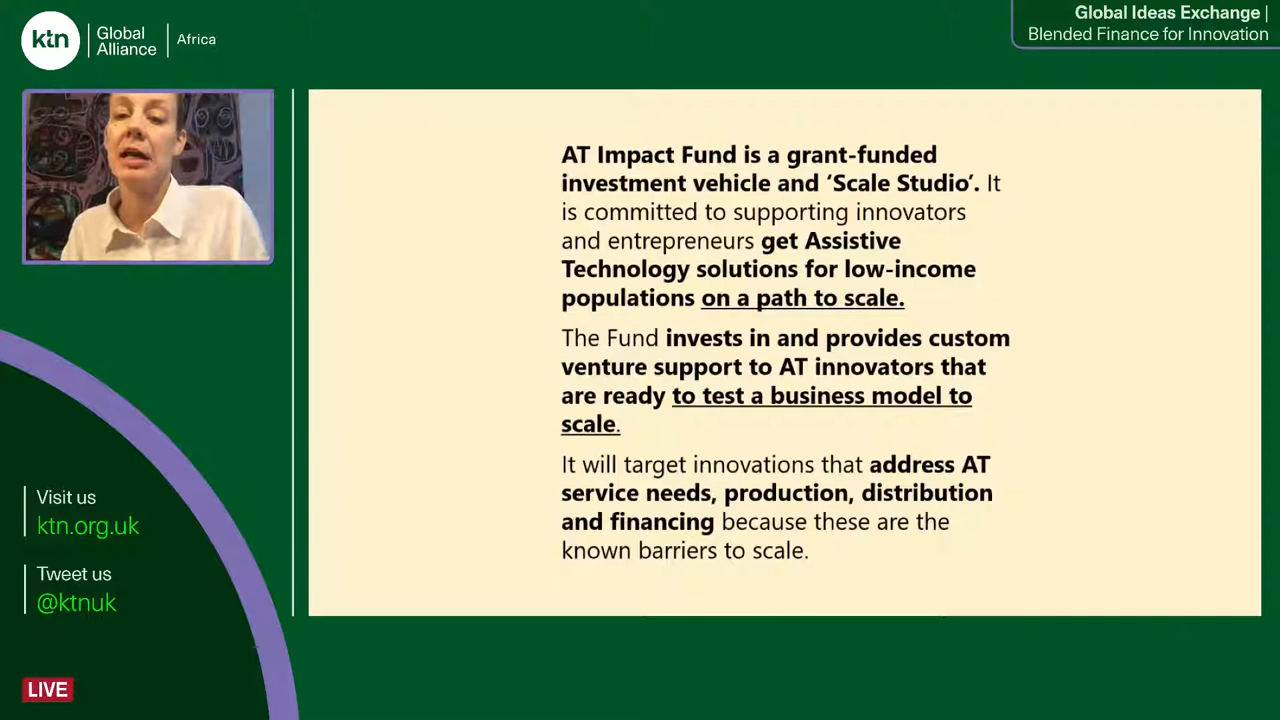 ktn
Global
Alliance
Africa
Global Ideas Exchange |
Blended Finance for Innovation
AT Impact Fund is a grant-funded
investment vehicle and ‘Scale Studio’. It
is committed to supporting innovators
and entrepreneurs get Assistive
Technology solutions for low-income
populations on a path to scale.
The Fund invests in and provides custom
venture support to AT innovators that
are ready to test a business model to
scale.
It will target innovations that address AT
service needs, production, distribution
and financing because these are the
known barriers to scale.
Visit us
ktn.org.uk
Tweet us
@ktnuk
LIVE